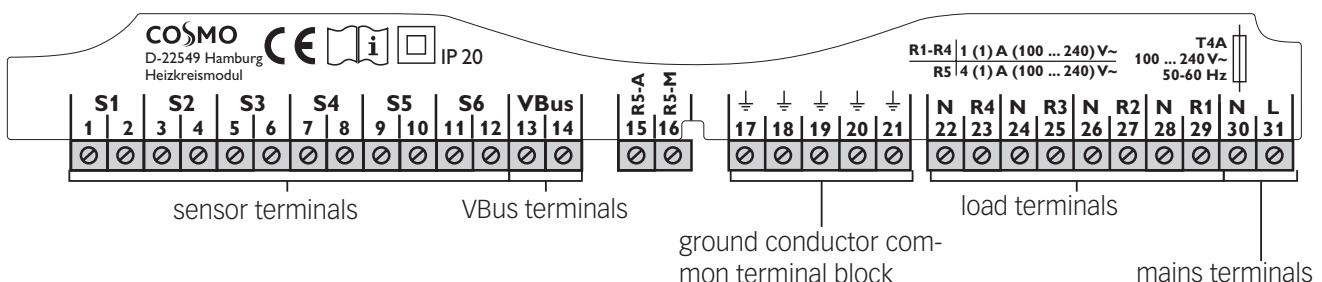 COSMO
D-22549 Hamburg
Heizkreismodul
CE
i
IP 20
R1-R4 1 (1) A (100 ... 240) V~
R5 4 (1) A (100 ... 240) V~
T4A
100 ... 240 V~
50-60 Hz
S1 S2 S3 S4 S5 S6 VBus R5-A R5-M N R4 N R3 N R2 N R1 N L
1 2 3 4 5 6 7 8 9 10 11 12 13 14 15 16 17 18 19 20 21 22 23 24 25 26 27 28 29 30 31
sensor terminals
VBus terminals
load terminals
ground conductor com-
mon terminal block
mains terminals